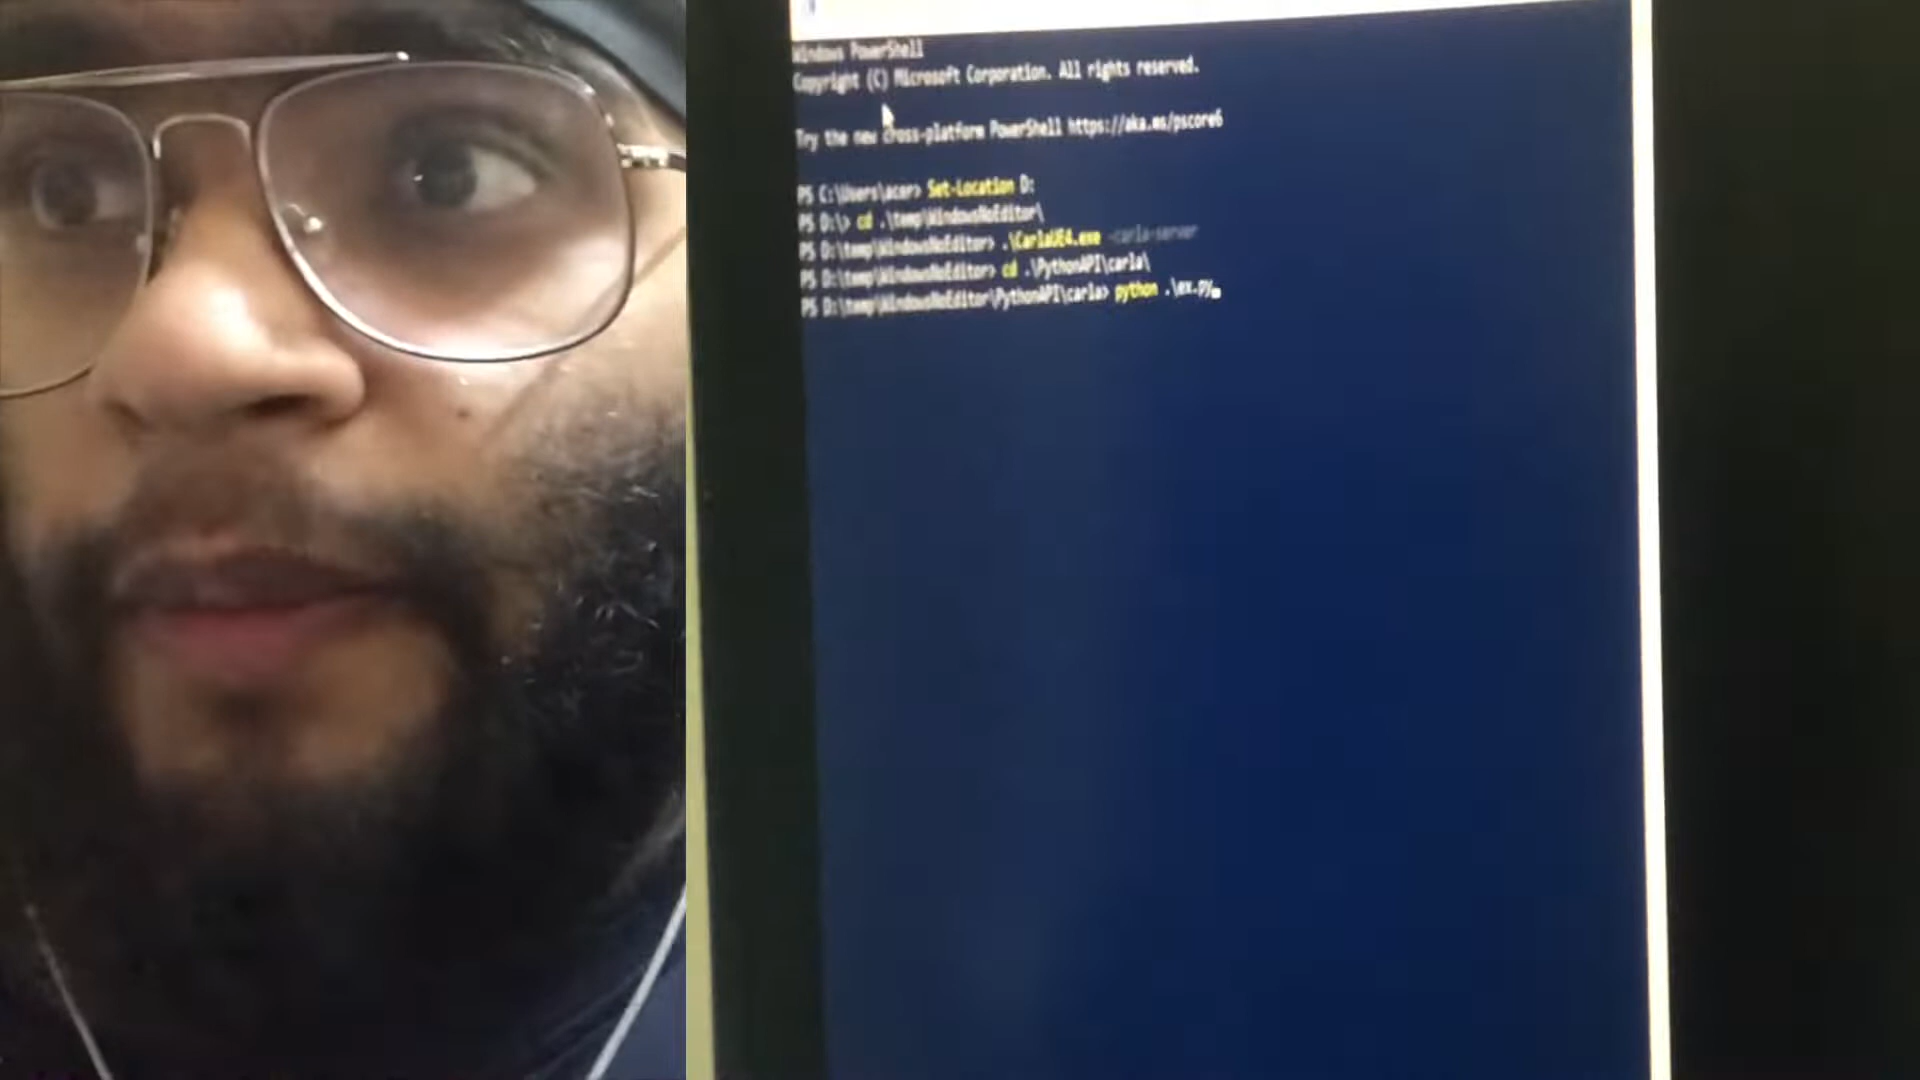 Windows PowerShell
Copyright (C) Microsoft Corporation. All rights reserved.
Try the new cross-platform PowerShell https://aka.ms/pscore6
PS C:\Users\acer> Set-Location D:
PS D:\> cd .\temp\WindowsNoEditor\
PS D:\temp\WindowsNoEditor> .\CarlaUE4.exe -carla-server
PS D:\temp\WindowsNoEditor> cd .\PythonAPI\carla\
PS D:\temp\WindowsNoEditor\PythonAPI\carla> python .\ex.py